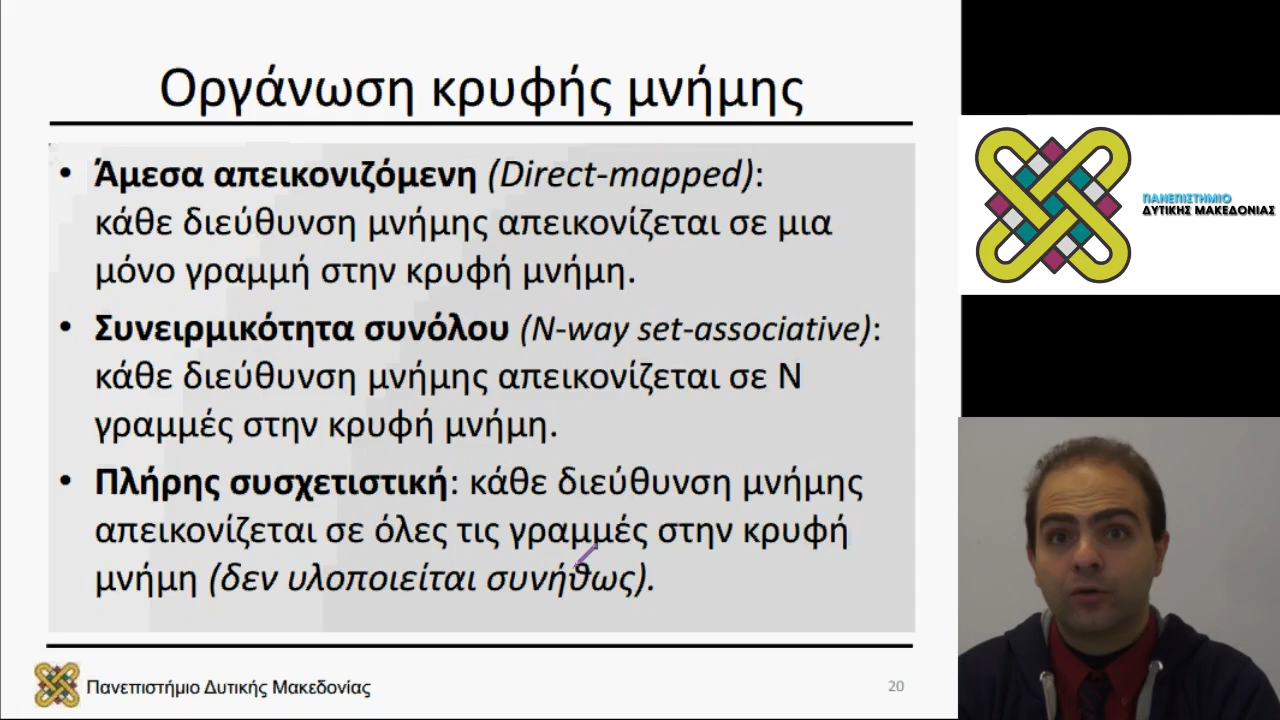 Οργάνωση κρυφής μνήμης
• Άμεσα απεικονιζόμενη (Direct-mapped):
κάθε διεύθυνση μνήμης απεικονίζεται σε μια
μόνο γραμμή στην κρυφή μνήμη.
• Συνειρμικότητα συνόλου (N-way set-associative):
κάθε διεύθυνση μνήμης απεικονίζεται σε Ν
γραμμές στην κρυφή μνήμη.
• Πλήρης συσχετιστική: κάθε διεύθυνση μνήμης
απεικονίζεται σε όλες τις γραμμές στην κρυφή
μνήμη (δεν υλοποιείται συνήθως).
Πανεπιστήμιο Δυτικής Μακεδονίας
20
ΠΑΝΕΠΙΣΤΗΜΙΟ
ΔΥΤΙΚΗΣ ΜΑΚΕΔΟΝΙΑΣ